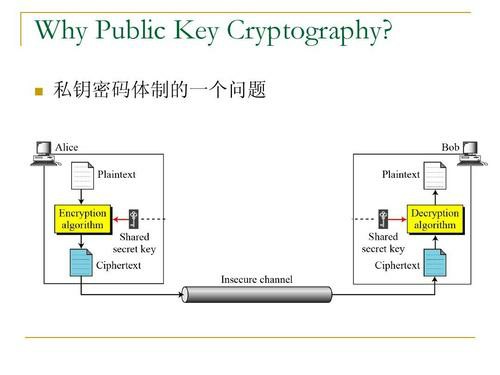 Why Public Key Cryptography?
私钥密码体制的一个问题
Alice
Bob
Plaintext
Plaintext
Encryption
algorithm
Decryption
algorithm
Shared
secret key
Shared
secret key
Ciphertext
Ciphertext
Insecure channel